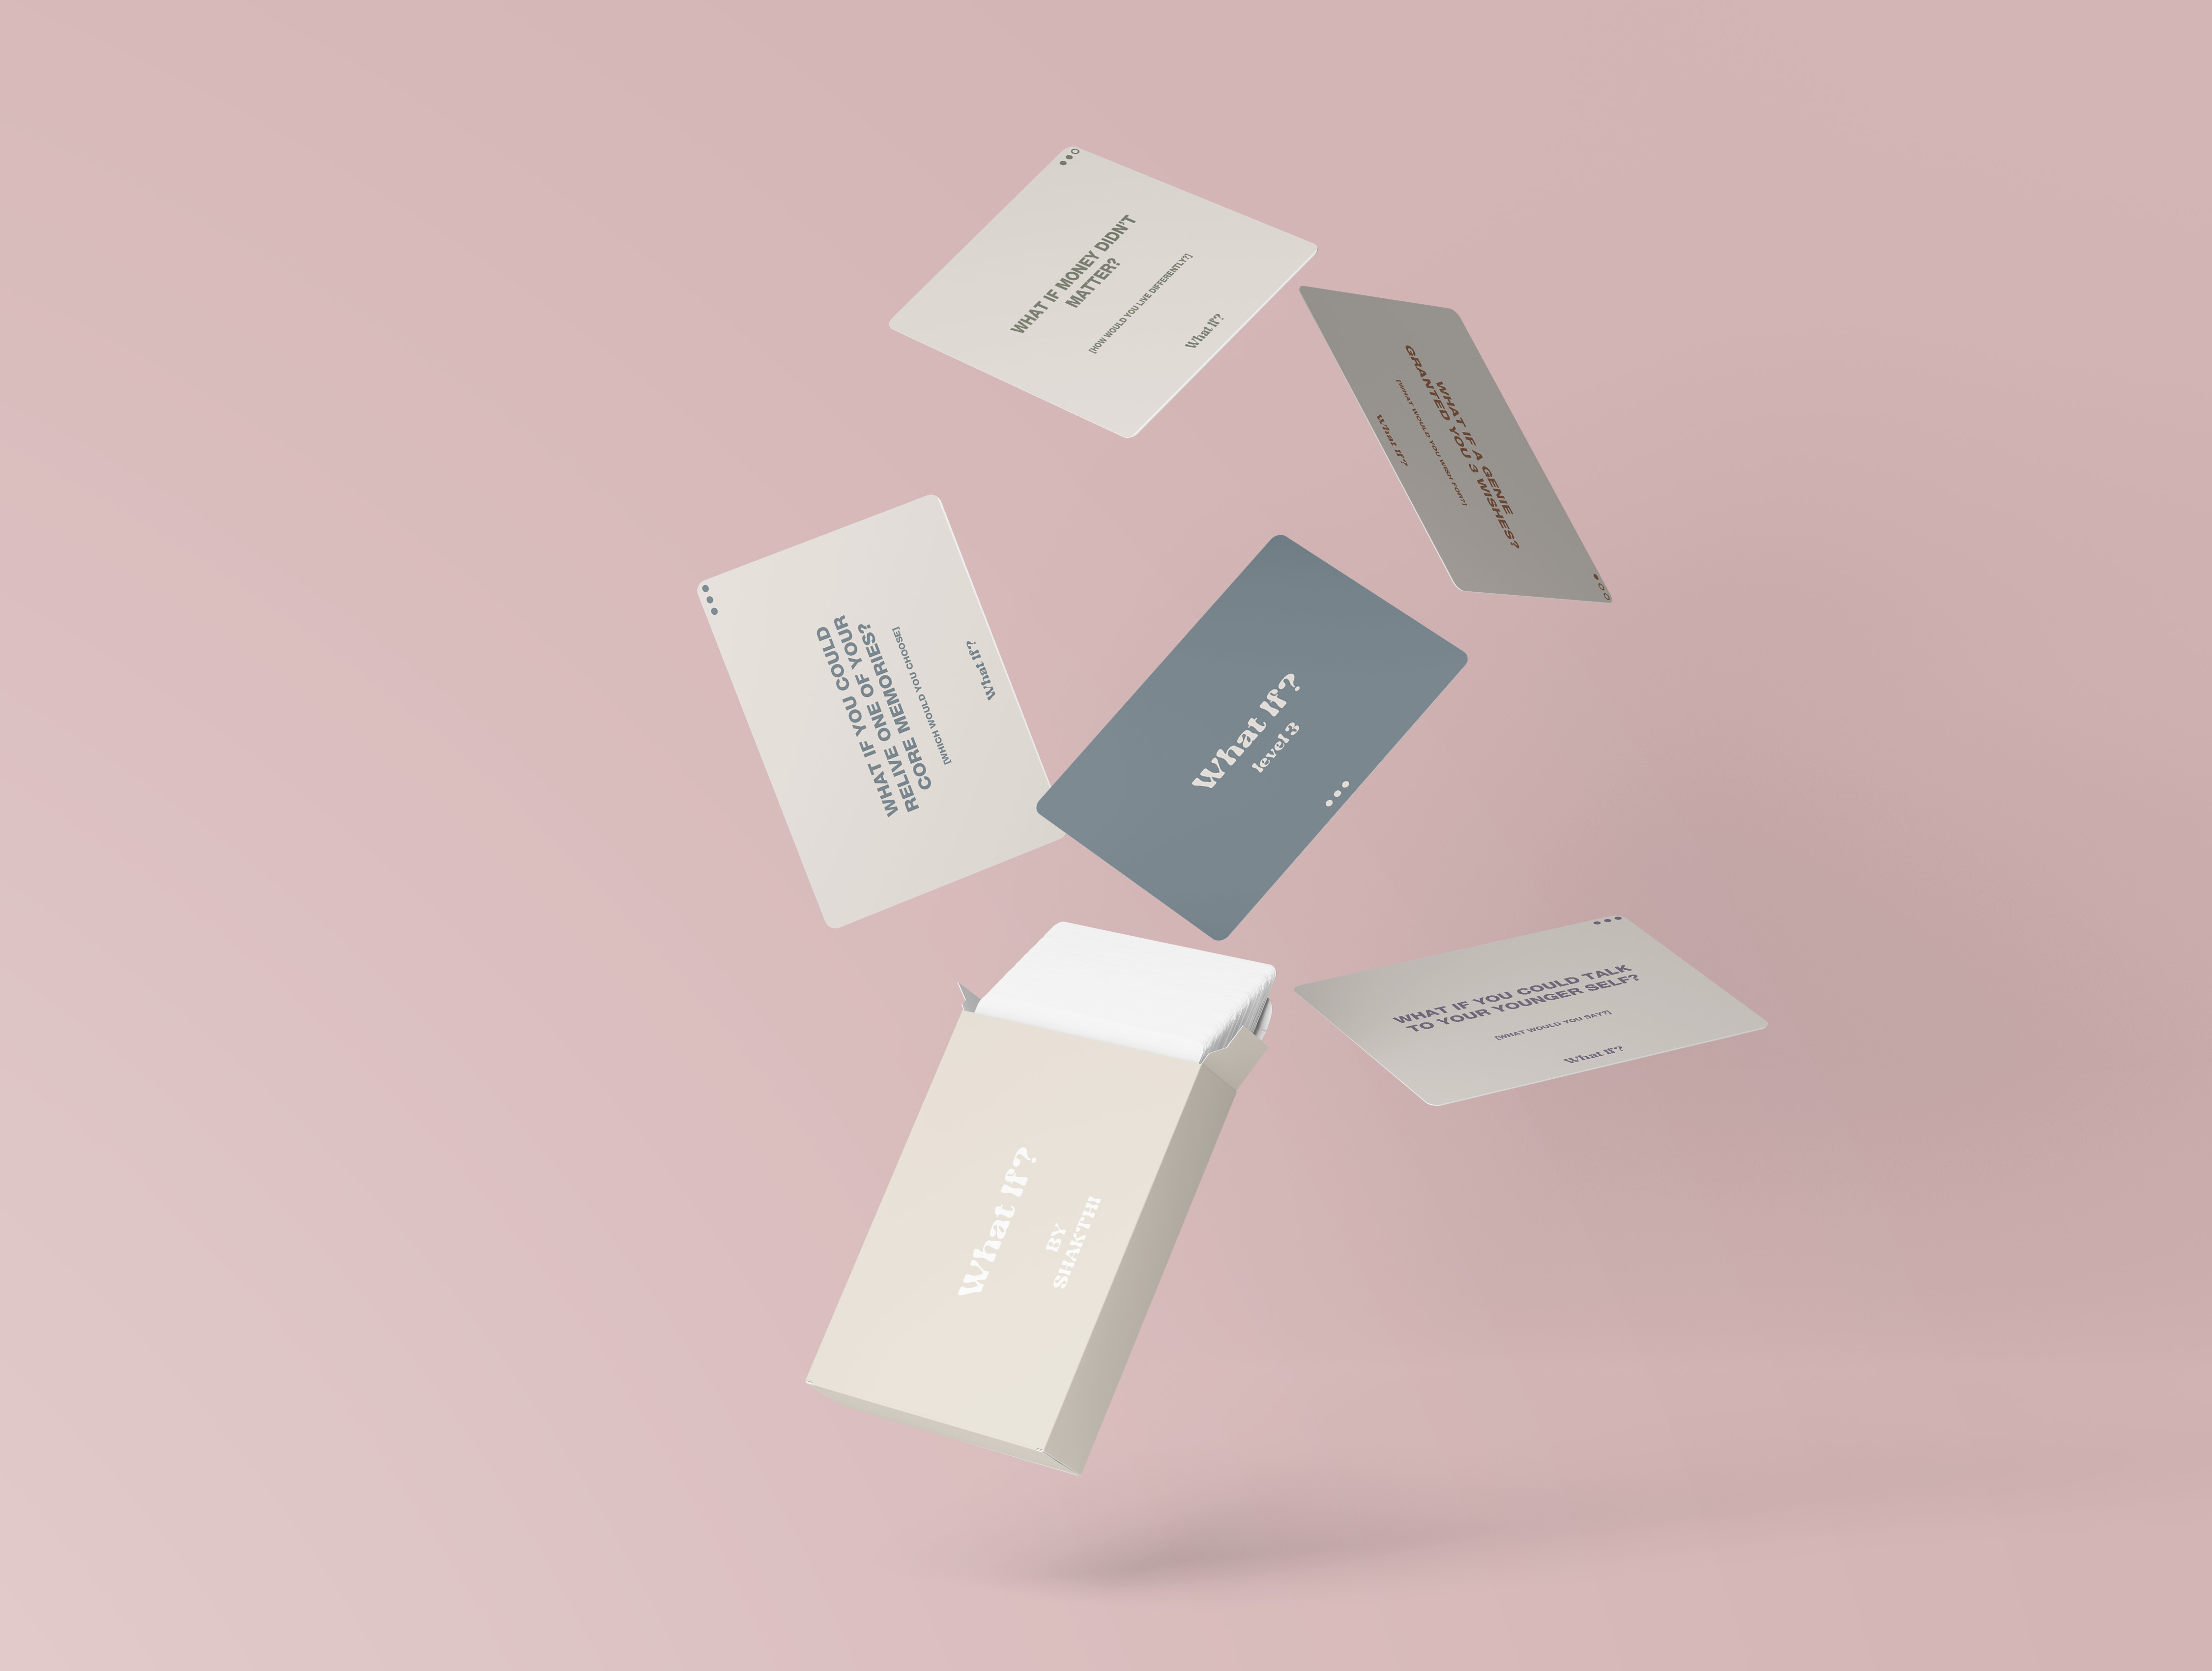 WHAT IF MONEY DIDN'T
MATTER?
[HOW WOULD YOU LIVE DIFFERENTLY?]
What If?
WHAT IF A GENIE
GRANTED YOU 3 WISHES?
[WHAT WOULD YOU WISH FOR?]
What If?
WHAT IF YOU COULD
RELIVE ONE OF YOUR
CORE MEMORIES?
[WHICH WOULD YOU CHOOSE]
What If?
What If?
level 3
WHAT IF YOU COULD TALK
TO YOUR YOUNGER SELF?
[WHAT WOULD YOU SAY?]
What If?
What If?
BY
SHAKTHI